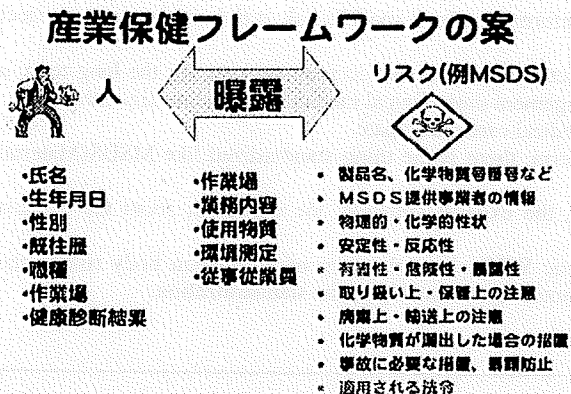 産業保健フレームワークの案
人
曝露
リスク(例MSDS)
・氏名
・生年月日
・性別
・既往歴
・職種
・作業場
・健康診断結果
・作業場
・業務内容
・使用物質
・環境測定
・従事従業員
• 製品名、化学物質番号など
• MSDS提供事業者の情報
• 物理的・化学的性状
• 安定性・反応性
• 有害性・危険性・暴露性
• 取り扱い上・保管上の注意
• 廃棄上・輸送上の注意
• 化学物質が漏出した場合の措置
• 事故に必要な措置、暴露防止
• 適用される法令